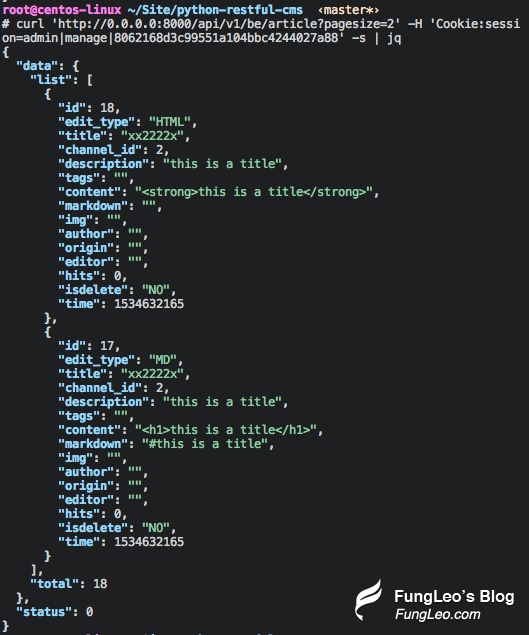 root@centos-linux ~/Site/python-restful-cms ‹master*›
# curl 'http://0.0.0.0:8000/api/v1/be/article?pagesize=2' -H 'Cookie:sessi
on=admin|manage|8062168d3c99551a104bbc4244027a88' -s | jq
{
  "data": {
    "list": [
      {
        "id": 18,
        "edit_type": "HTML",
        "title": "xx2222x",
        "channel_id": 2,
        "description": "this is a title",
        "tags": "",
        "content": "<strong>this is a title</strong>",
        "markdown": "",
        "img": "",
        "author": "",
        "origin": "",
        "editor": "",
        "hits": 0,
        "isdelete": "NO",
        "time": 1534632165
      },
      {
        "id": 17,
        "edit_type": "MD",
        "title": "xx2222x",
        "channel_id": 2,
        "description": "this is a title",
        "tags": "",
        "content": "<h1>this is a title</h1>",
        "markdown": "#this is a title",
        "img": "",
        "author": "",
        "origin": "",
        "editor": "",
        "hits": 0,
        "isdelete": "NO",
        "time": 1534632165
      }
    ],
    "total": 18
  },
  "status": 0
}
FungLeo's Blog
FungLeo.com